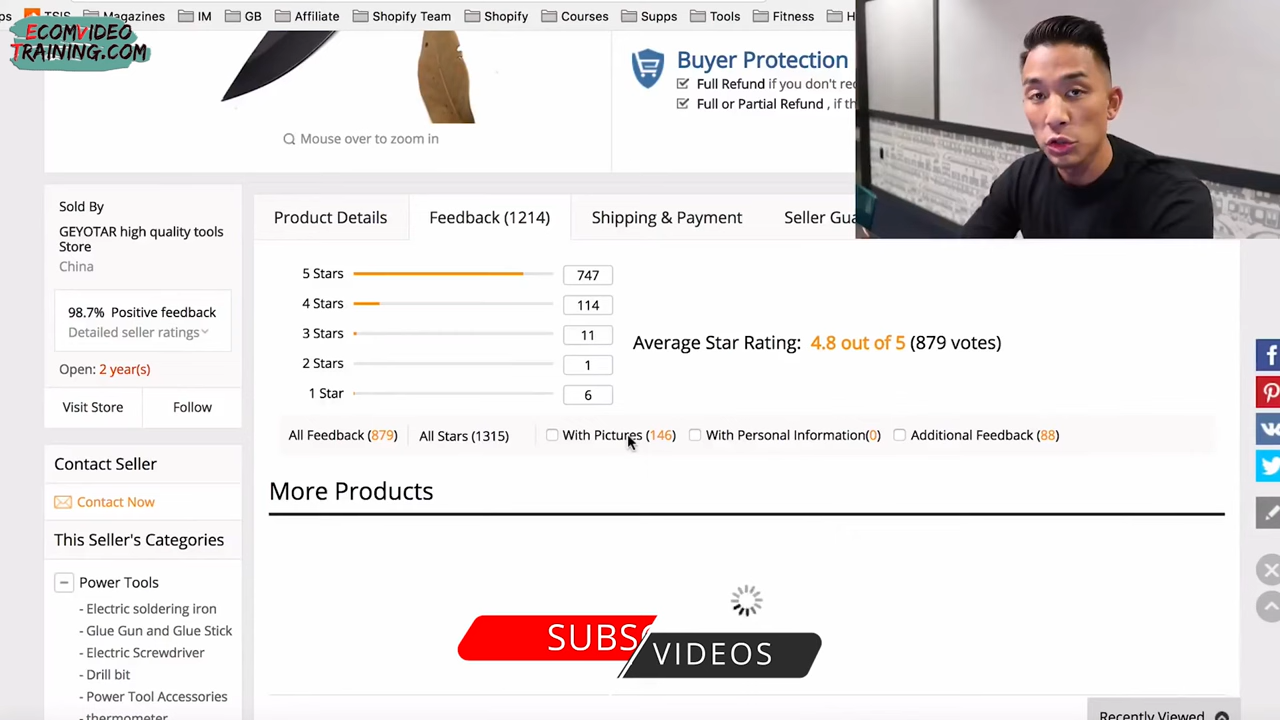 ps
TSIS
Magazines
IM
GB
Affiliate
Shopify Team
Shopify
Courses
Supps
Tools
Fitness
H
ECOMVIDEO
TRAINING.COM
Buyer Protection
Full Refund if you don't rec
Full or Partial Refund , if th
Mouse over to zoom in
Sold By
GEYOTAR high quality tools
Store
China
98.7% Positive feedback
Detailed seller ratings
Open: 2 year(s)
Visit Store
Follow
Contact Seller
Contact Now
This Seller's Categories
Power Tools
- Electric soldering iron
- Glue Gun and Glue Stick
- Electric Screwdriver
- Drill bit
- Power Tool Accessories
- thermometer
Product Details
Feedback (1214)
Shipping & Payment
Seller Gua
5 Stars 747
4 Stars 114
3 Stars 11
2 Stars 1
1 Star 6
Average Star Rating: 4.8 out of 5 (879 votes)
All Feedback (879)
All Stars (1315)
With Pictures (146)
With Personal Information(0)
Additional Feedback (88)
More Products
SUBSC
VIDEOS
Recently Viewed